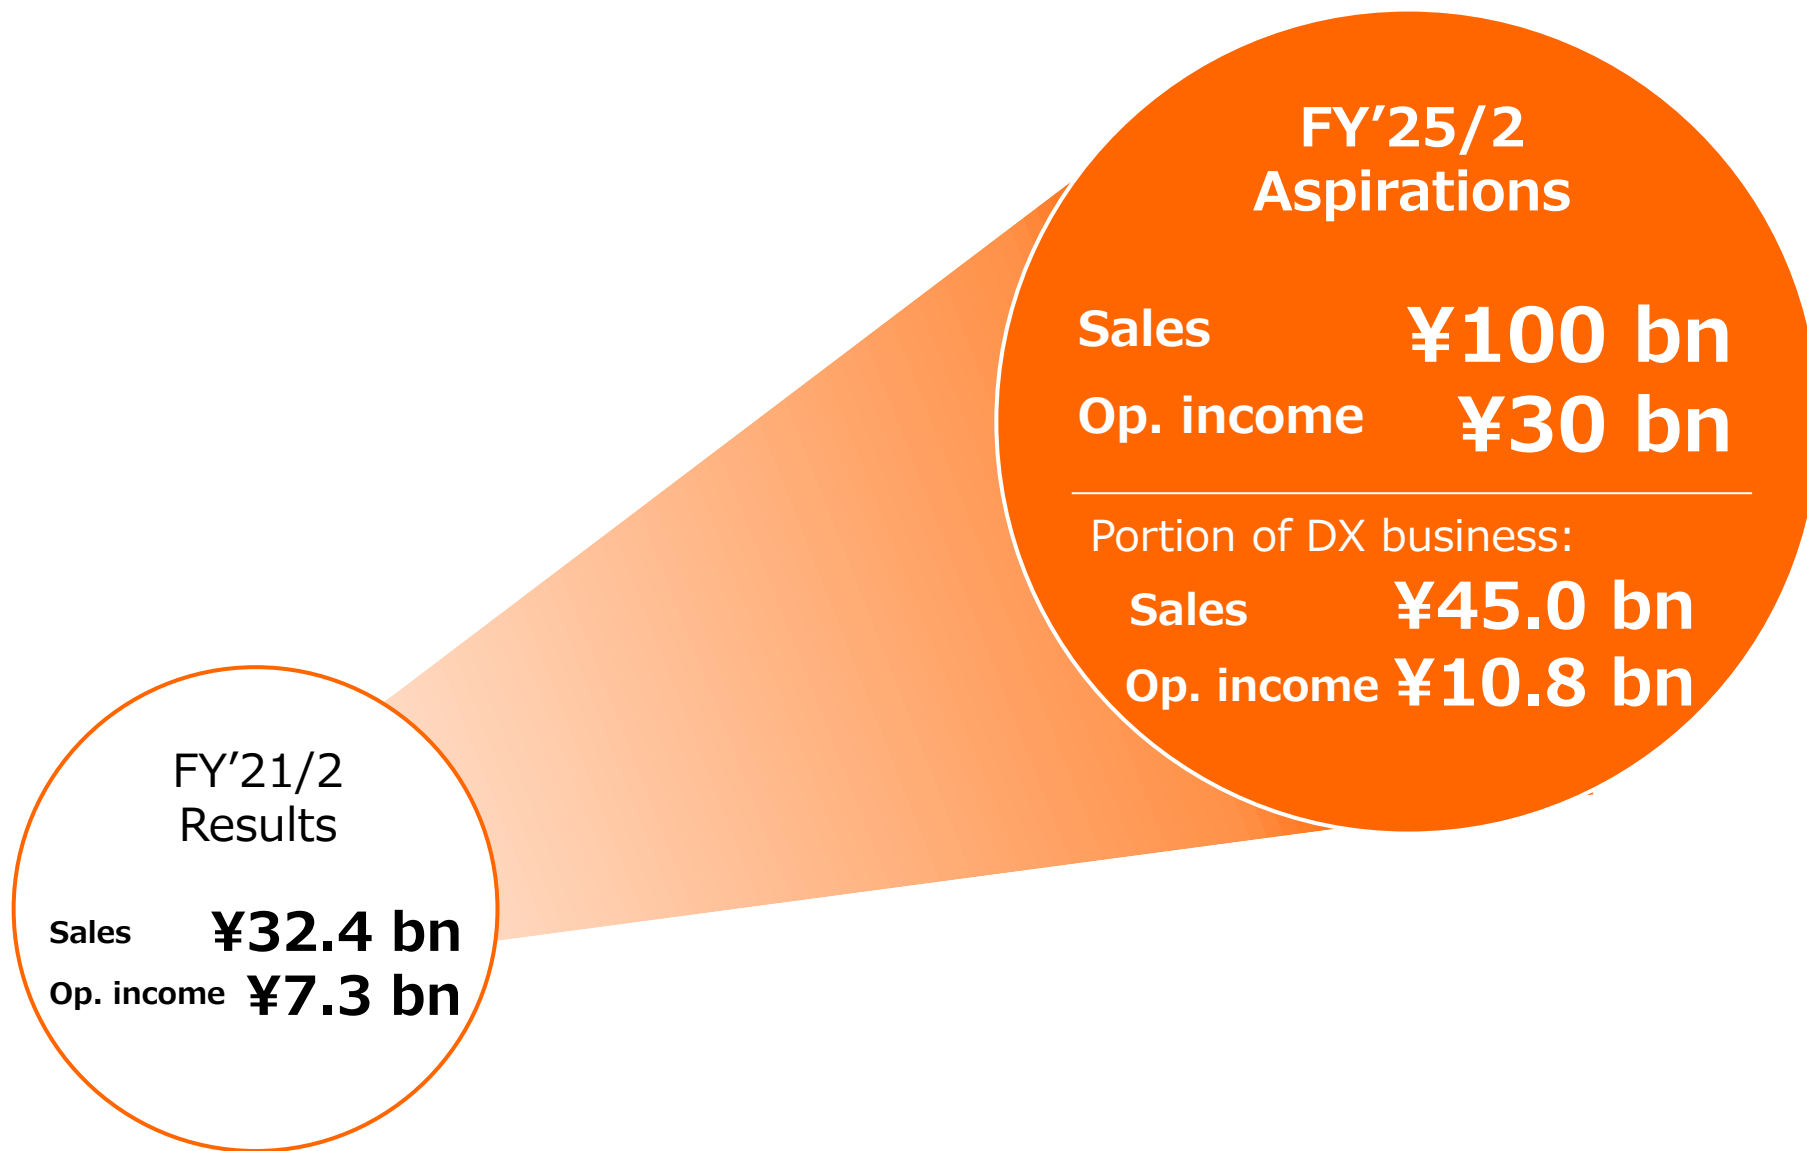 FY’25/2
Aspirations
Sales ¥100 bn
Op. income ¥30 bn
Portion of DX business:
Sales ¥45.0 bn
Op. income ¥10.8 bn
FY’21/2
Results
Sales ¥32.4 bn
Op. income ¥7.3 bn